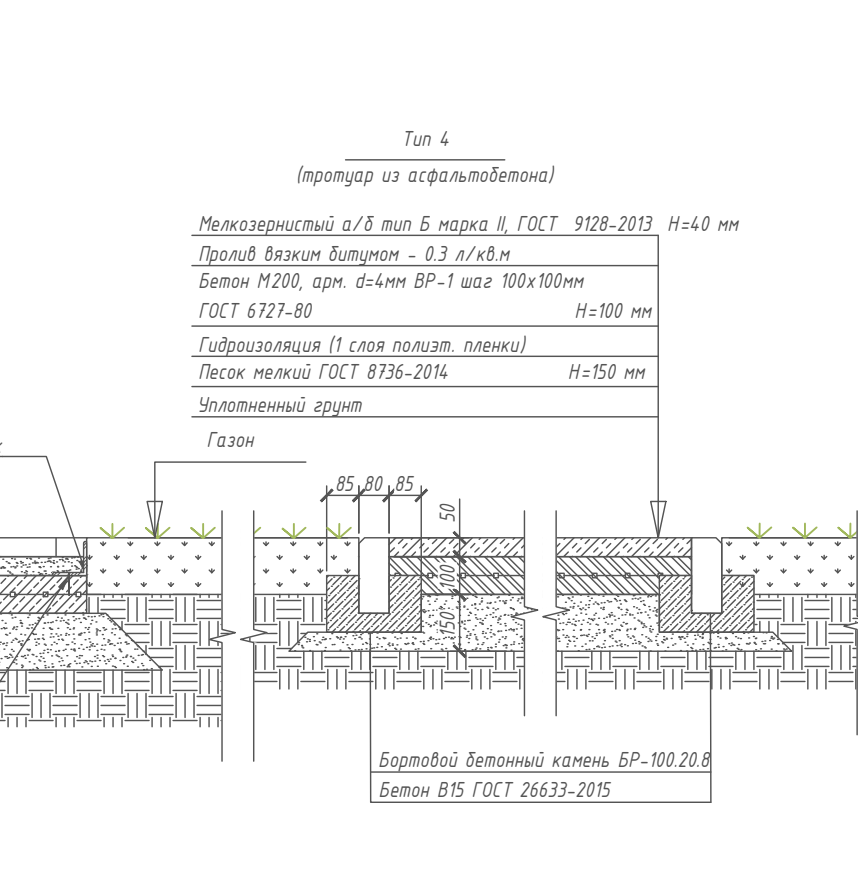 Тип 4
(тротуар из асфальтобетона)
Мелкозернистый а/б тип Б марка II, ГОСТ 9128-2013 H=40 мм
Пролив вязким битумом - 0.3 л/кв.м
Бетон М200, арм. d=4мм ВР-1 шаг 100х100мм
ГОСТ 6727-80 H=100 мм
Гидроизоляция (1 слоя полиэт. пленки)
Песок мелкий ГОСТ 8736-2014 H=150 мм
Уплотненный грунт
Газон
85 80 85
50
100
150
Бортовой бетонный камень БР-100.20.8
Бетон В15 ГОСТ 26633-2015